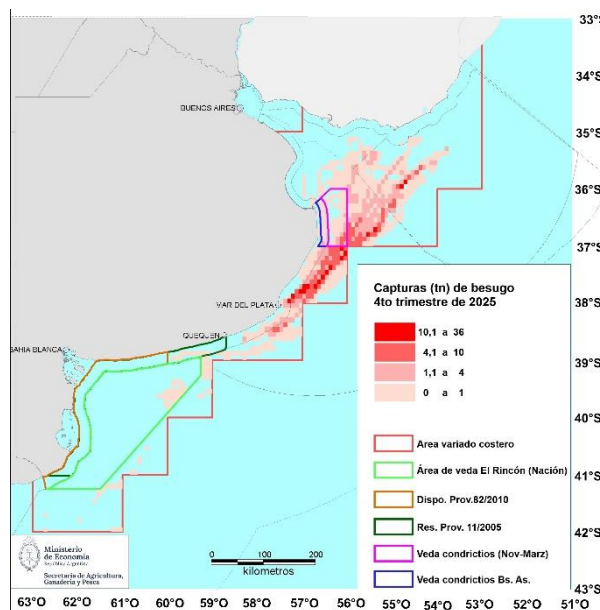 33°S
34°S
35°S
36°S
37°S
38°S
39°S
40°S
41°S
42°S
43°S
BUENOS AIRES
MAR DEL PLATA
QUEQUEN
BAHIA BLANCA
Capturas (tn) de besugo
4to trimestre de 2025
10,1 a 36
4,1 a 10
1,1 a 4
0 a 1
Area variado costero
Área de veda El Rincón (Nación)
Dispo. Prov.82/2010
Res. Prov. 11/2005
Veda condrictios (Nov-Marz)
Veda condrictios Bs. As.
Ministerio
de Economía
República Argentina
Secretaría de Agricultura,
Ganadería y Pesca
0 100 200
kilometros
63°O 62°O 61°O 60°O 59°O 58°O 57°O 56°O 55°O 54°O 53°O 52°O 51°O